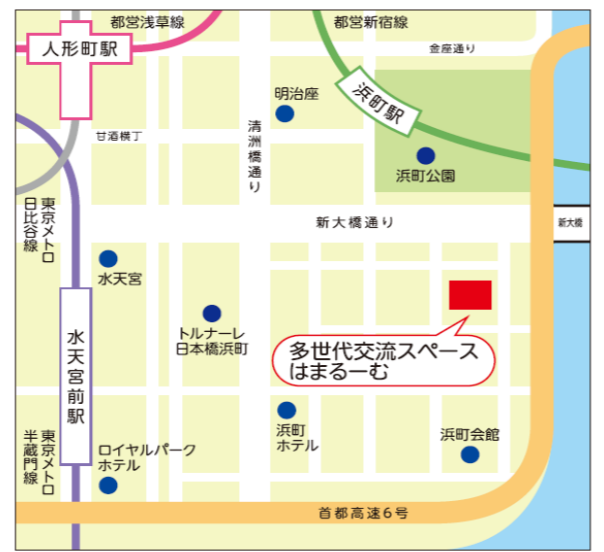 都営浅草線
都営新宿線
人形町駅
金座通り
明治座
浜町駅
甘酒横丁
清洲橋通り
浜町公園
東京メトロ
日比谷線
新大橋通り
新大橋
水天宮
トルナーレ
日本橋浜町
多世代交流スペース
はまるーむ
水天宮前駅
浜町
ホテル
浜町会館
東京メトロ
半蔵門線
ロイヤルパーク
ホテル
首都高速6号